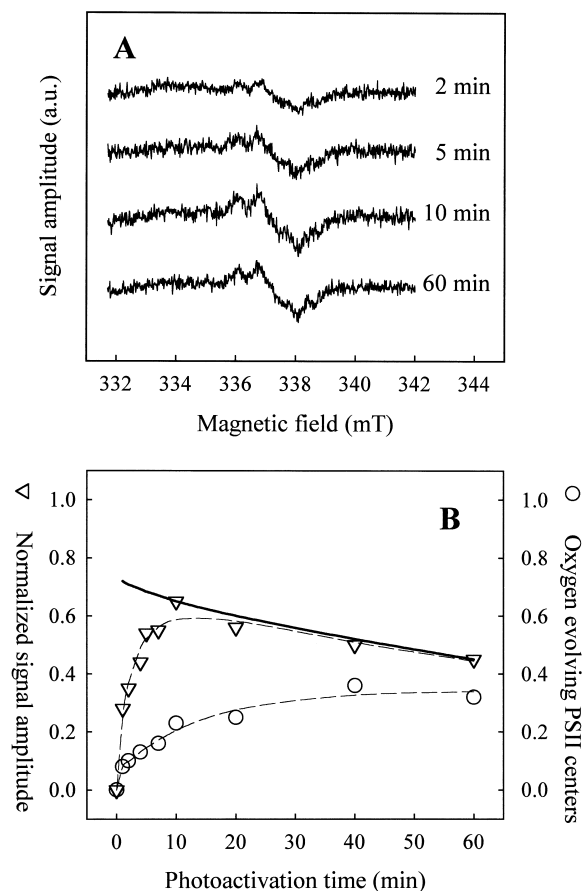 A
2 min
5 min
10 min
60 min
Signal amplitude (a.u.)
332 334 336 338 340 342 344
Magnetic field (mT)
B
1.0 1.0
0.8 0.8
0.6 0.6
0.4 0.4
0.2 0.2
0.0 0.0
▽ Normalized signal amplitude
○ Oxygen evolving PSII centers
0 10 20 30 40 50 60
Photoactivation time (min)